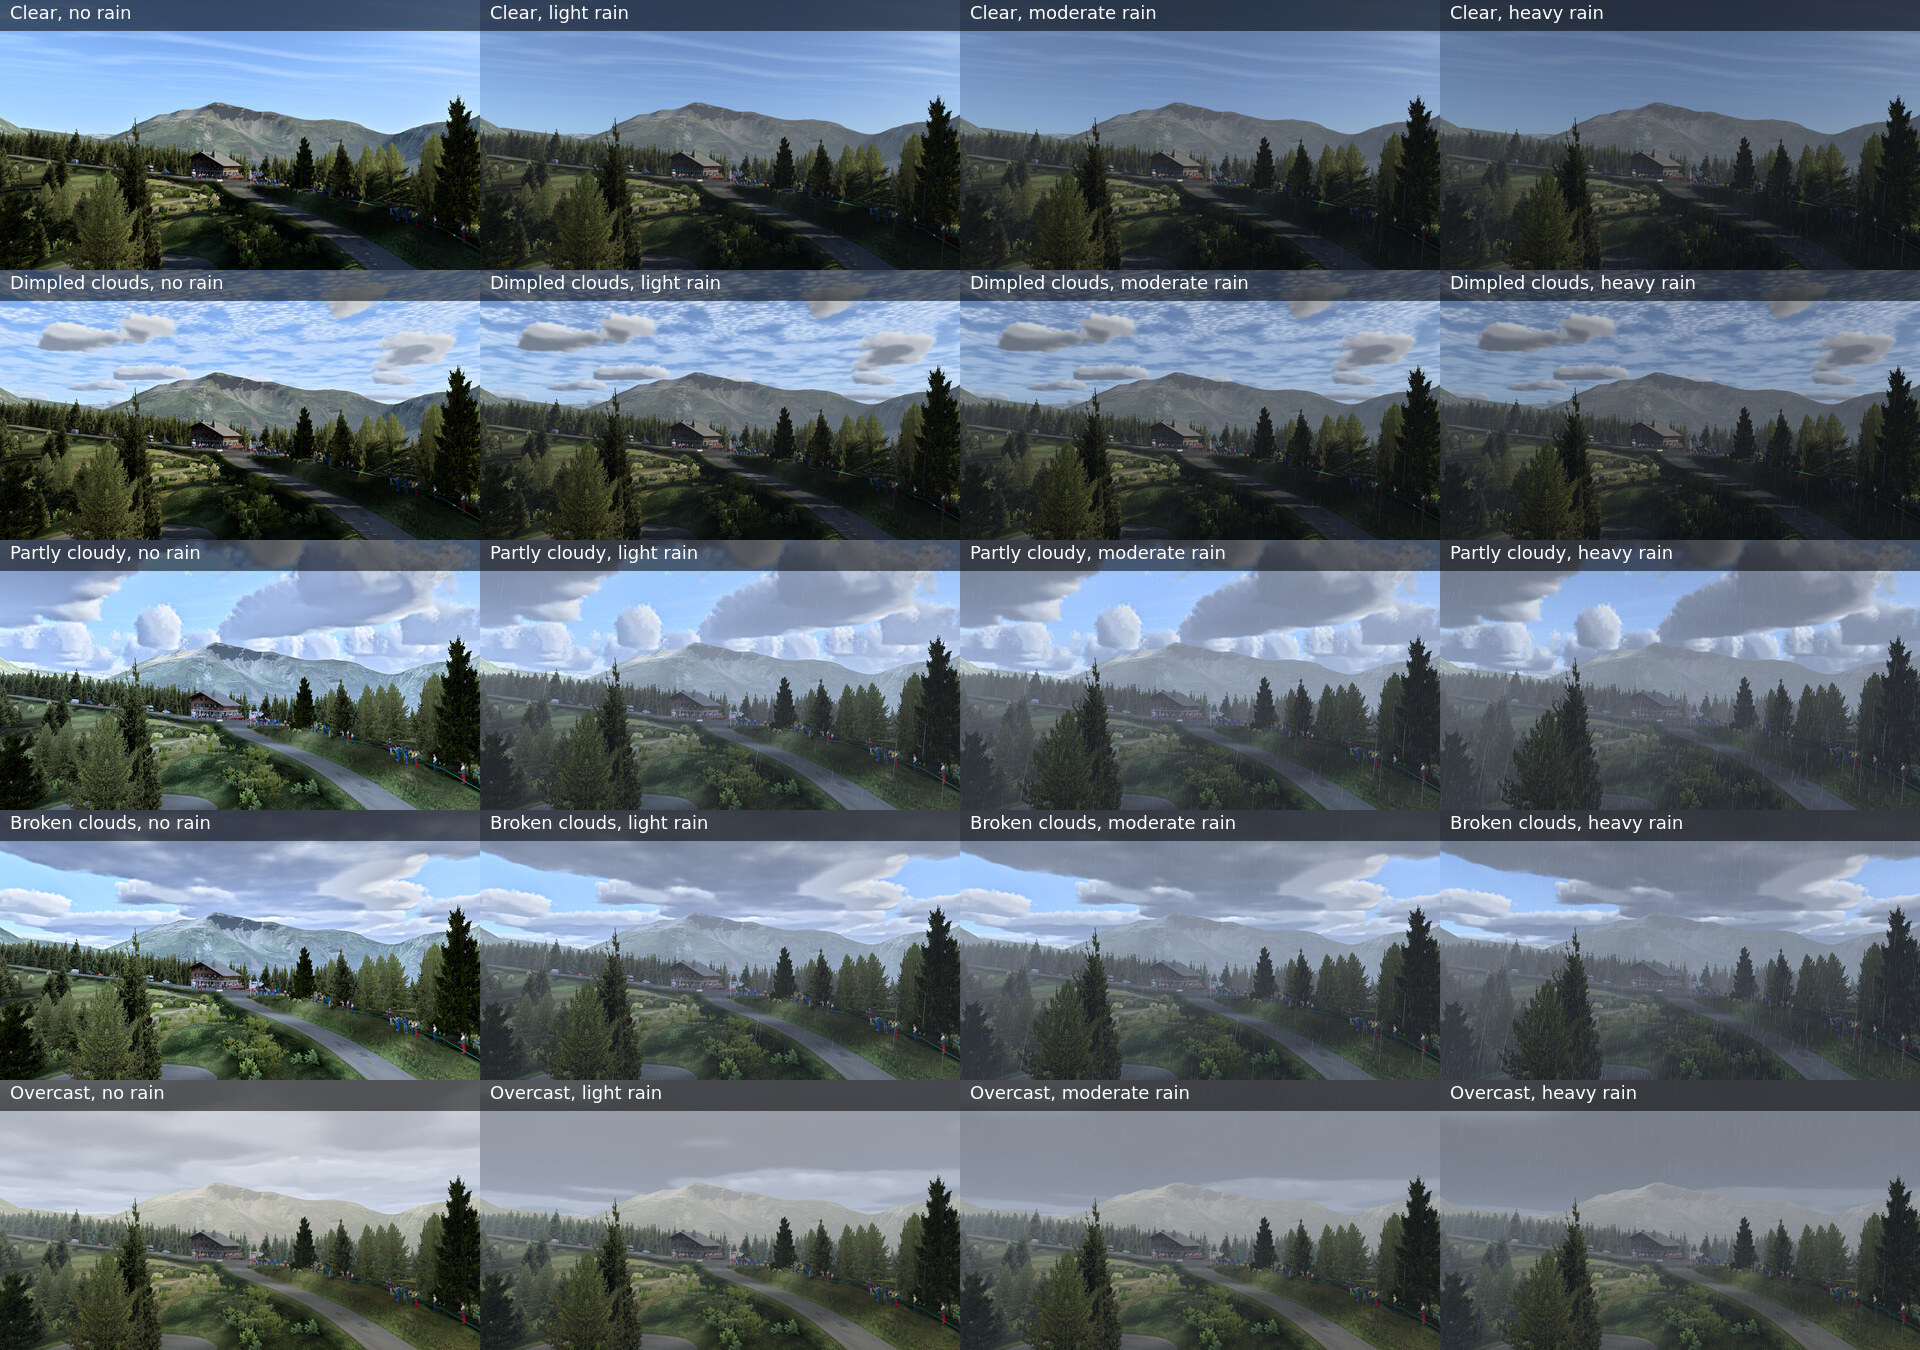 Clear, no rain
Clear, light rain
Clear, moderate rain
Clear, heavy rain
Dimpled clouds, no rain
Dimpled clouds, light rain
Dimpled clouds, moderate rain
Dimpled clouds, heavy rain
Partly cloudy, no rain
Partly cloudy, light rain
Partly cloudy, moderate rain
Partly cloudy, heavy rain
Broken clouds, no rain
Broken clouds, light rain
Broken clouds, moderate rain
Broken clouds, heavy rain
Overcast, no rain
Overcast, light rain
Overcast, moderate rain
Overcast, heavy rain